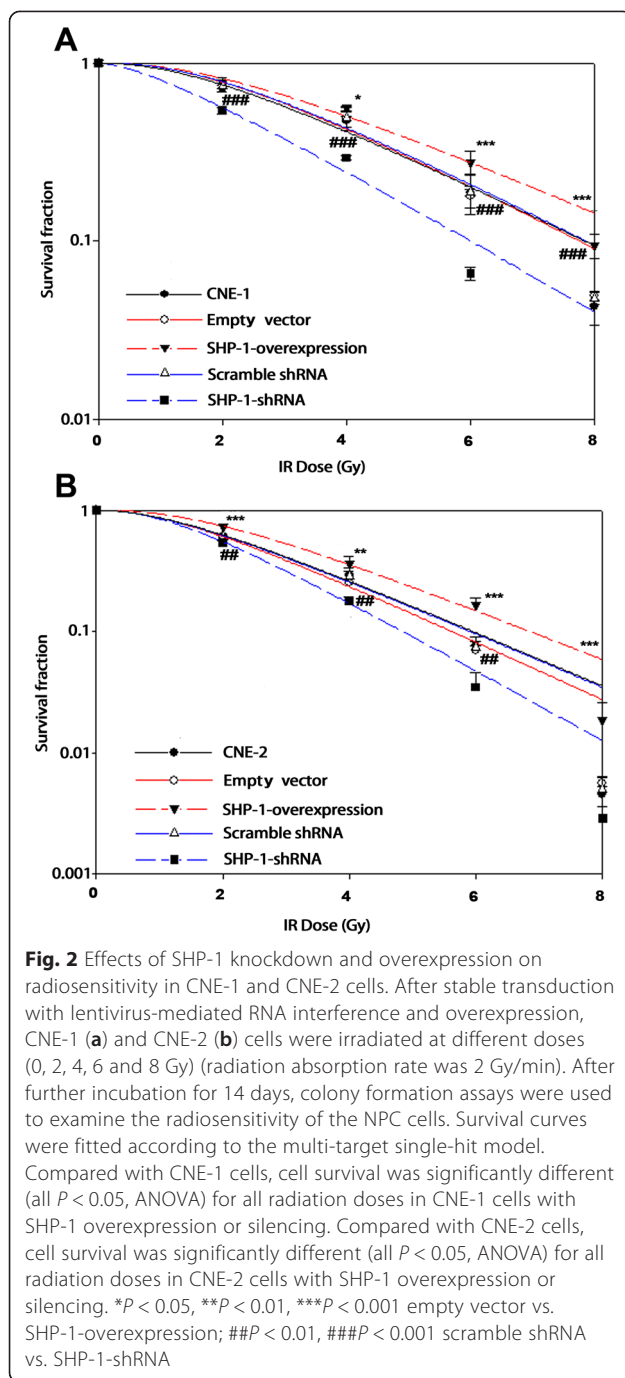 A
1
*
***
###
###
***
###
###
0.1
Survival fraction
CNE-1
Empty vector
SHP-1-overexpression
Scramble shRNA
SHP-1-shRNA
0.01
0 2 4 6 8
IR Dose (Gy)
B
1
***
##
**
##
***
##
***
0.1
Survival fraction
0.01
CNE-2
Empty vector
SHP-1-overexpression
Scramble shRNA
SHP-1-shRNA
0.001
0 2 4 6 8
IR Dose (Gy)
Fig. 2 Effects of SHP-1 knockdown and overexpression on
radiosensitivity in CNE-1 and CNE-2 cells. After stable transduction
with lentivirus-mediated RNA interference and overexpression,
CNE-1 (a) and CNE-2 (b) cells were irradiated at different doses
(0, 2, 4, 6 and 8 Gy) (radiation absorption rate was 2 Gy/min). After
further incubation for 14 days, colony formation assays were used
to examine the radiosensitivity of the NPC cells. Survival curves
were fitted according to the multi-target single-hit model.
Compared with CNE-1 cells, cell survival was significantly different
(all P < 0.05, ANOVA) for all radiation doses in CNE-1 cells with
SHP-1 overexpression or silencing. Compared with CNE-2 cells,
cell survival was significantly different (all P < 0.05, ANOVA) for all
radiation doses in CNE-2 cells with SHP-1 overexpression or
silencing. *P < 0.05, **P < 0.01, ***P < 0.001 empty vector vs.
SHP-1-overexpression; ##P < 0.01, ###P < 0.001 scramble shRNA
vs. SHP-1-shRNA